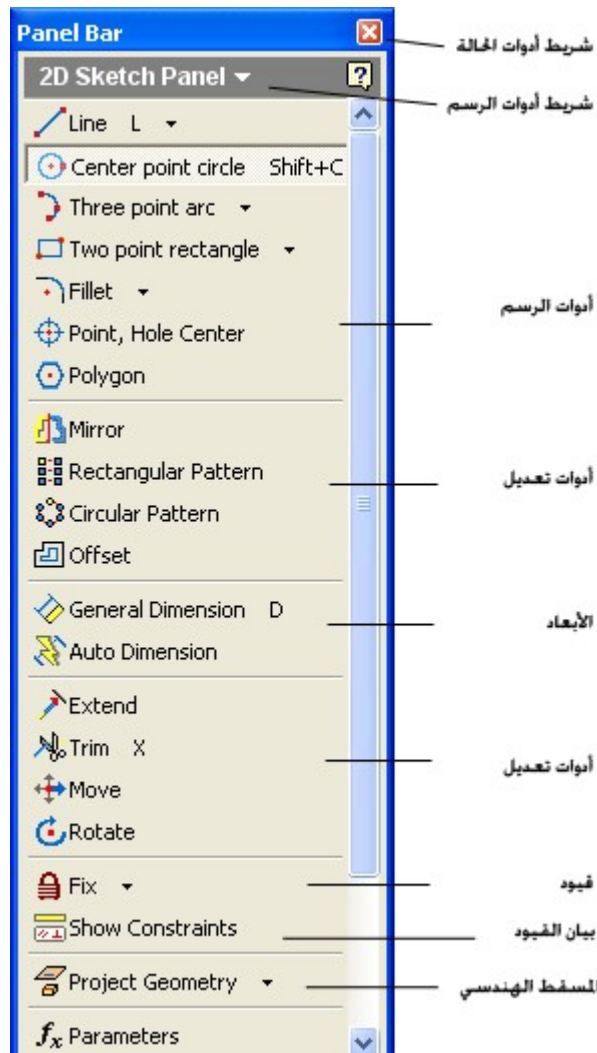 Panel Bar
شريط أدوات الحالة
2D Sketch Panel
شريط أدوات الرسم
Line L
Center point circle Shift+C
Three point arc
Two point rectangle
Fillet
أدوات الرسم
Point, Hole Center
Polygon
Mirror
Rectangular Pattern
أدوات تعديل
Circular Pattern
Offset
General Dimension D
الأبعاد
Auto Dimension
Extend
Trim X
أدوات تعديل
Move
Rotate
Fix
قيود
Show Constraints
بيان القيود
Project Geometry
المسقط الهندسي
fx Parameters